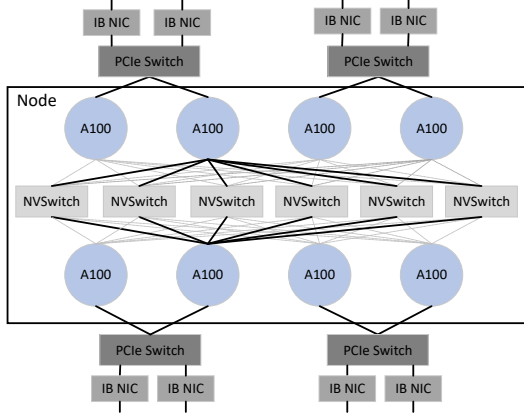 IB NIC IB NIC IB NIC IB NIC
PCIe Switch PCIe Switch
Node
A100 A100 A100 A100
NVSwitch NVSwitch NVSwitch NVSwitch NVSwitch NVSwitch
A100 A100 A100 A100
PCIe Switch PCIe Switch
IB NIC IB NIC IB NIC IB NIC